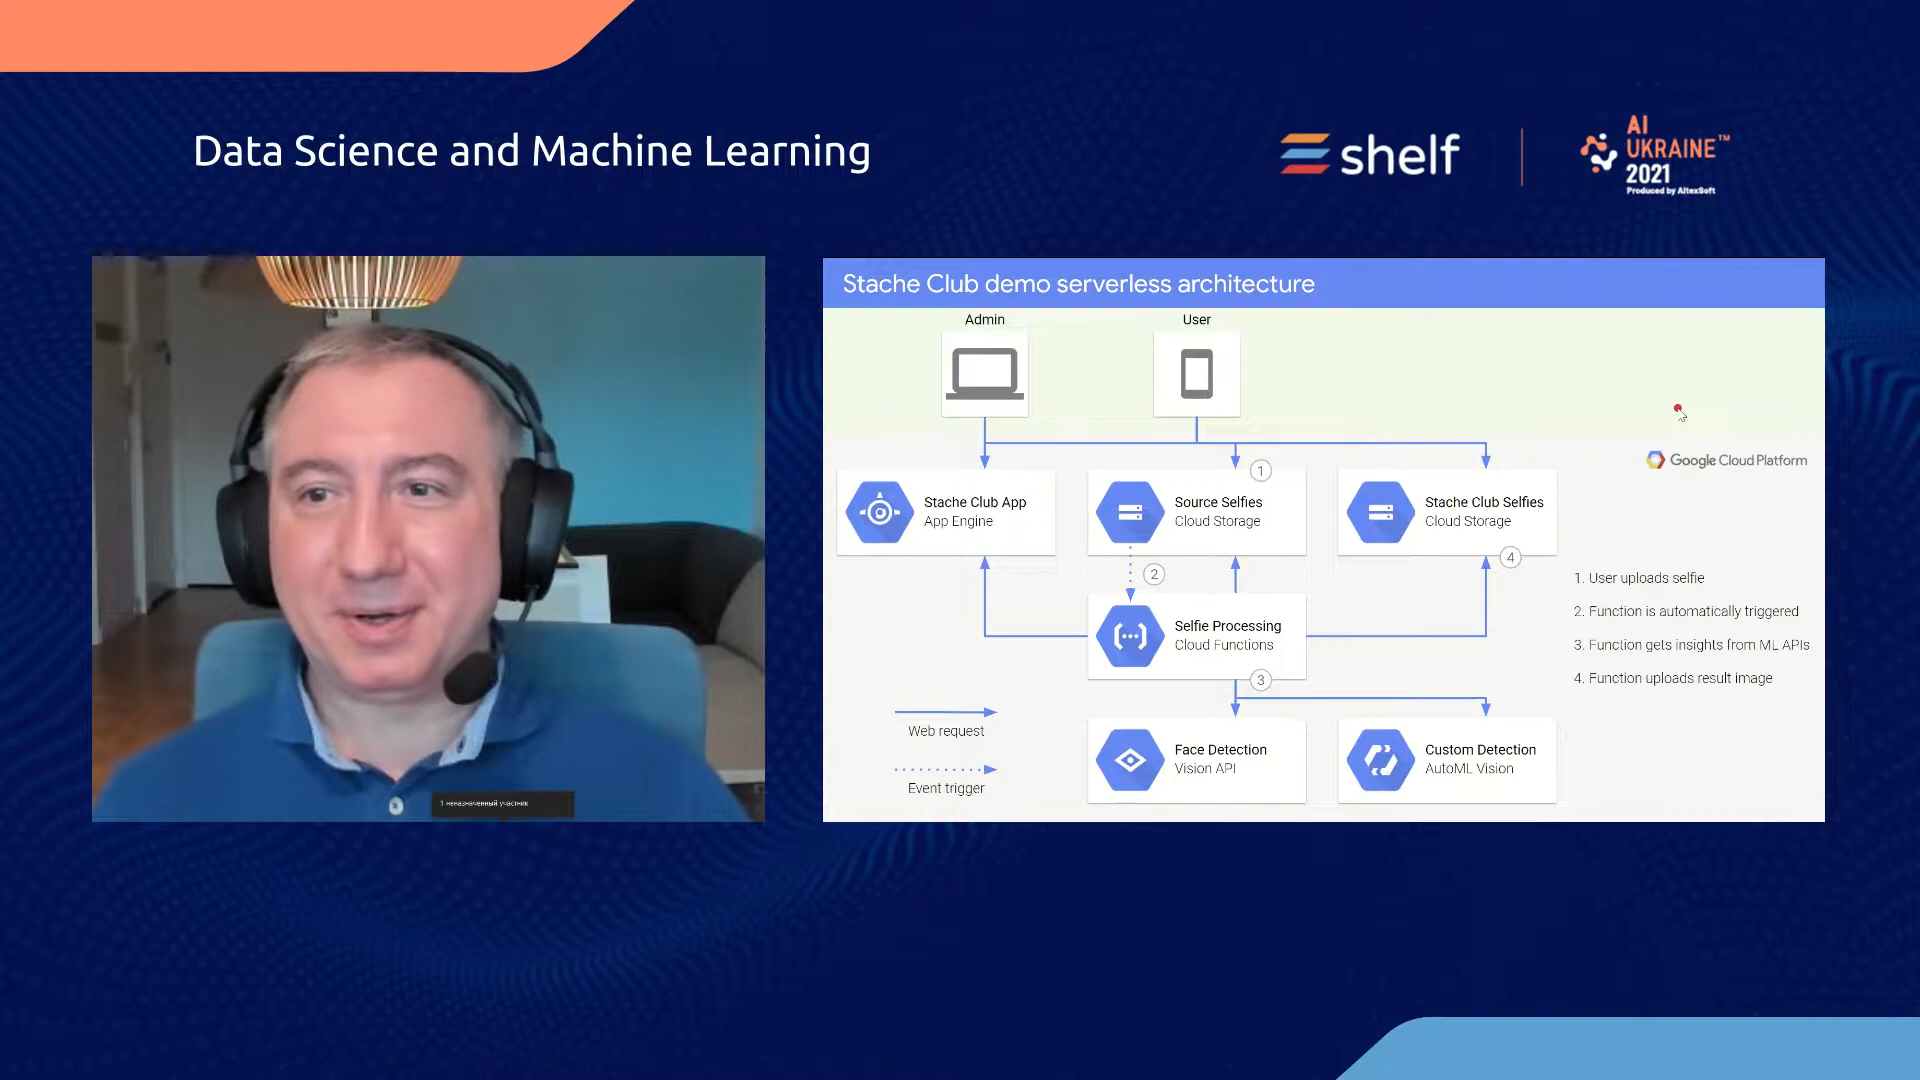 Data Science and Machine Learning
shelf
AI
UKRAINE™
2021
Produced by AltexSoft
Stache Club demo serverless architecture
Admin
User
Google Cloud Platform
1
Stache Club App
App Engine
Source Selfies
Cloud Storage
Stache Club Selfies
Cloud Storage
4
2
1. User uploads selfie
2. Function is automatically triggered
3. Function gets insights from ML APIs
4. Function uploads result image
Selfie Processing
Cloud Functions
3
Web request
Event trigger
Face Detection
Vision API
Custom Detection
AutoML Vision
1 неназначенный участник